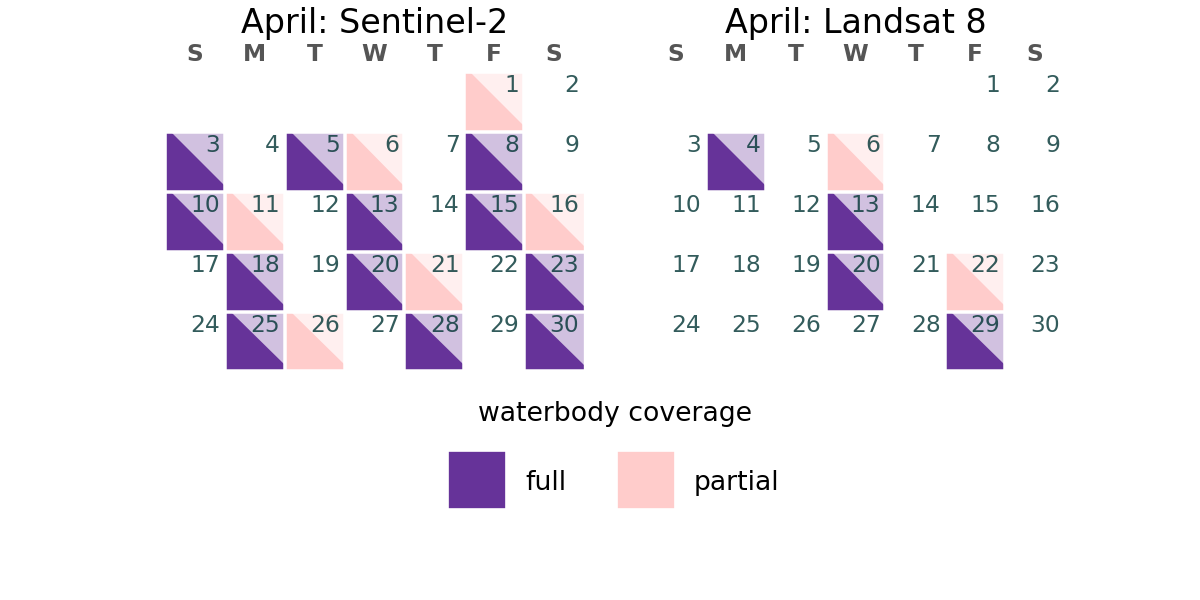 April: Sentinel-2
S M T W T F S
1 2
3 4 5 6 7 8 9
10 11 12 13 14 15 16
17 18 19 20 21 22 23
24 25 26 27 28 29 30
April: Landsat 8
S M T W T F S
1 2
3 4 5 6 7 8 9
10 11 12 13 14 15 16
17 18 19 20 21 22 23
24 25 26 27 28 29 30
waterbody coverage
full partial